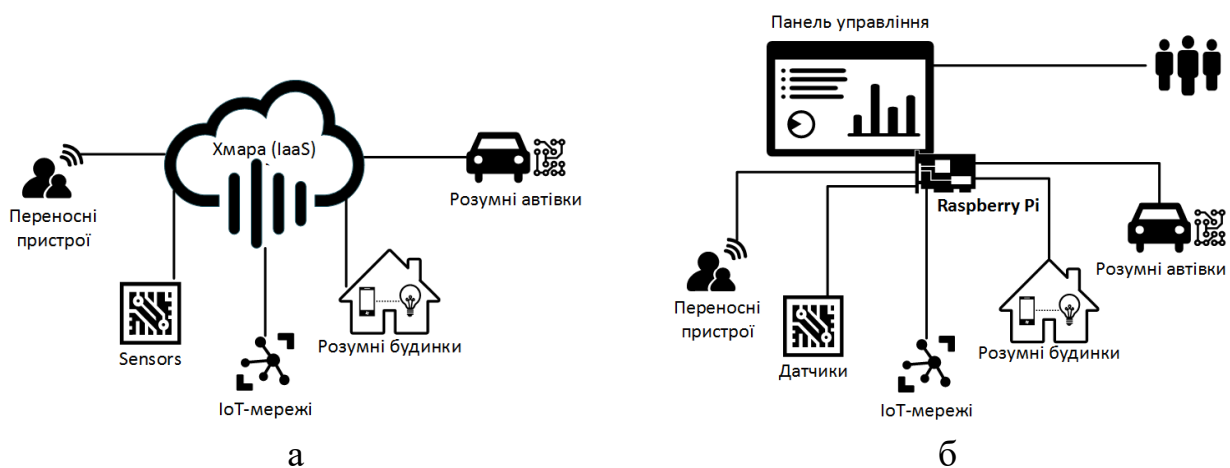 Хмара (IaaS)
Переносні
пристрої
Розумні автівки
Sensors
Розумні будинки
IoT-мережі
а
Панель управління
Raspberry Pi
Переносні
пристрої
Датчики
Розумні автівки
Розумні будинки
IoT-мережі
б